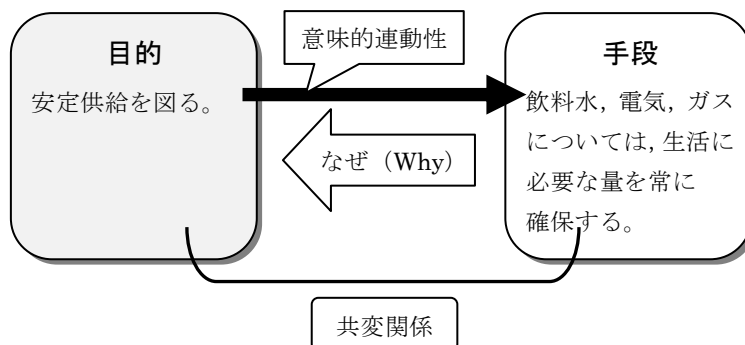 意味的連動性
目的
安定供給を図る。
手段
飲料水，電気，ガス
については，生活に
必要な量を常に
確保する。
なぜ（Why）
共変関係